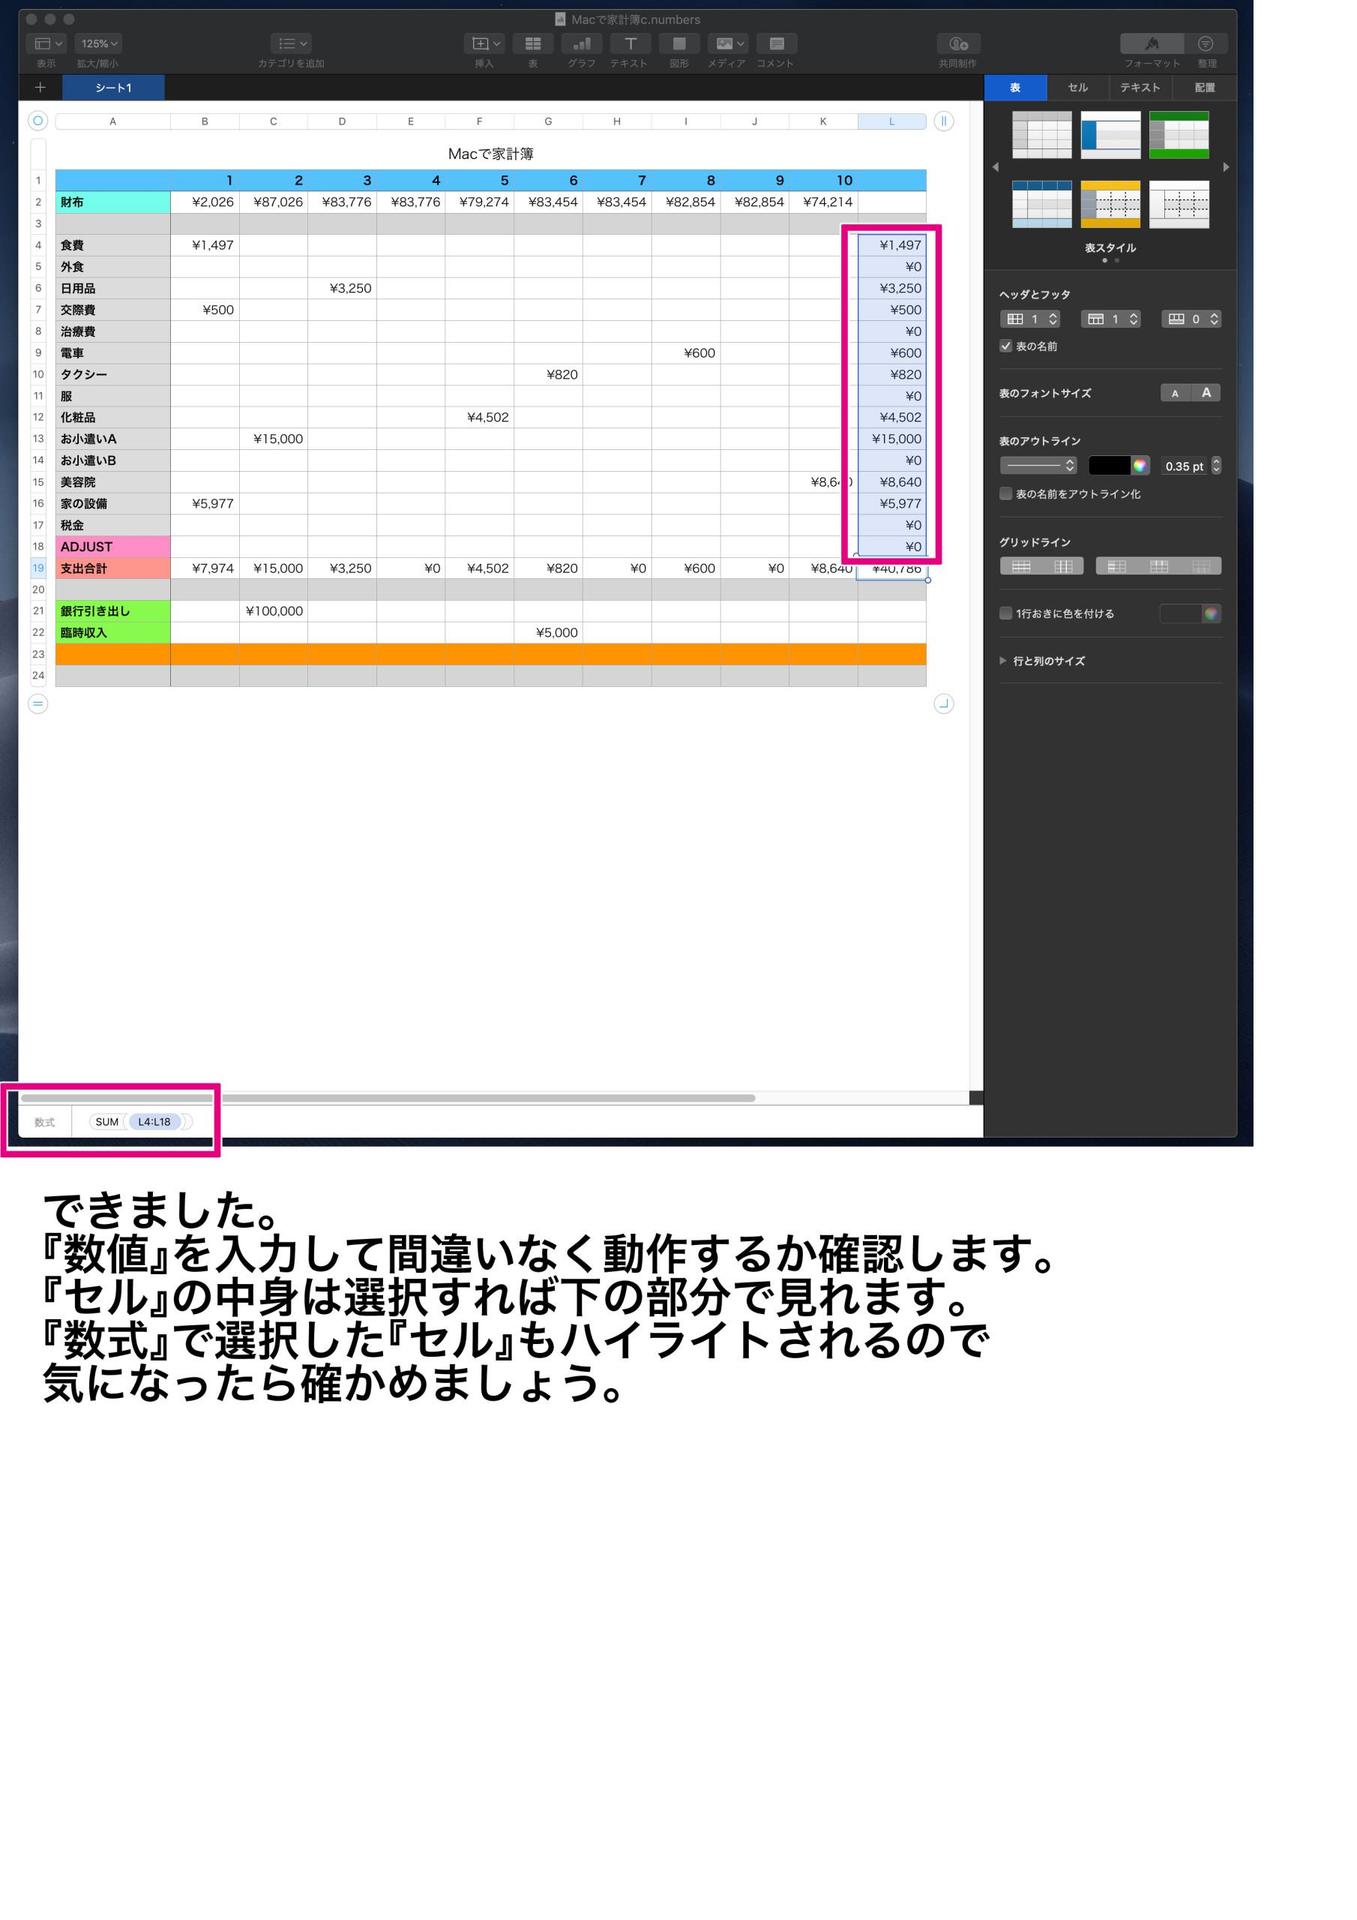 Macで家計簿c.numbers
125%
表示 拡大/縮小 カテゴリを追加 挿入 表 グラフ テキスト 図形 メディア コメント 共同制作 フォーマット 整理
シート1
表 セル テキスト 配置
A B C D E F G H I J K L
Macで家計簿
1 1 2 3 4 5 6 7 8 9 10
2 財布 ¥2,026 ¥87,026 ¥83,776 ¥83,776 ¥79,274 ¥83,454 ¥83,454 ¥82,854 ¥82,854 ¥74,214
3
4 食費 ¥1,497 ¥1,497
5 外食 ¥0
6 日用品 ¥3,250 ¥3,250
7 交際費 ¥500 ¥500
8 治療費 ¥0
9 電車 ¥600 ¥600
10 タクシー ¥820 ¥820
11 服 ¥0
12 化粧品 ¥4,502 ¥4,502
13 お小遣いA ¥15,000 ¥15,000
14 お小遣いB ¥0
15 美容院 ¥8,640 ¥8,640
16 家の設備 ¥5,977 ¥5,977
17 税金 ¥0
18 ADJUST ¥0
19 支出合計 ¥7,974 ¥15,000 ¥3,250 ¥0 ¥4,502 ¥820 ¥0 ¥600 ¥0 ¥8,640 ¥40,786
20
21 銀行引き出し ¥100,000
22 臨時収入 ¥5,000
23
24
表スタイル
ヘッダとフッタ
1 1 0
表の名前
表のフォントサイズ A A
表のアウトライン
0.35 pt
表の名前をアウトライン化
グリッドライン
1行おきに色を付ける
行と列のサイズ
数式 SUM L4:L18
できました。
『数値』を入力して間違いなく動作するか確認します。
『セル』の中身は選択すれば下の部分で見れます。
『数式』で選択した『セル』もハイライトされるので
気になったら確かめましょう。